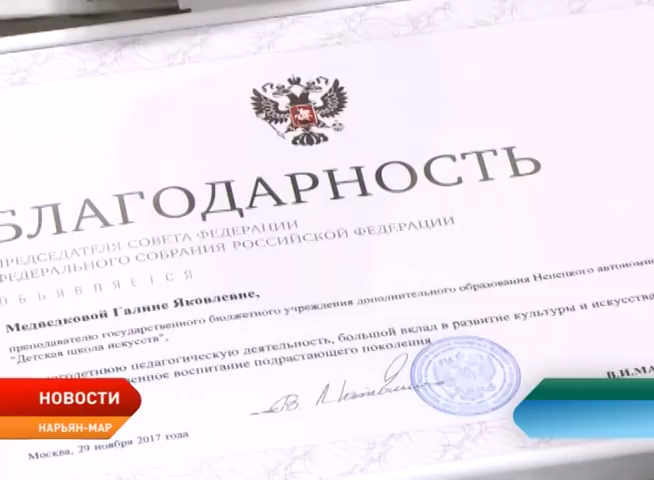 БЛАГОДАРНОСТЬ
ПРЕДСЕДАТЕЛЯ СОВЕТА ФЕДЕРАЦИИ
ФЕДЕРАЛЬНОГО СОБРАНИЯ РОССИЙСКОЙ ФЕДЕРАЦИИ
ОБЪЯВЛЯЕТСЯ
Медведковой Галине Яковлевне,
преподавателю государственного бюджетного учреждения дополнительного образования Ненецкого автономно
"Детская школа искусств",
педагогическую деятельность, большой вклад в развитие культуры и искусства
воспитание подрастающего поколения
В.И.МА
НОВОСТИ
НАРЬЯН-МАР
Москва, 29 ноября 2017 года